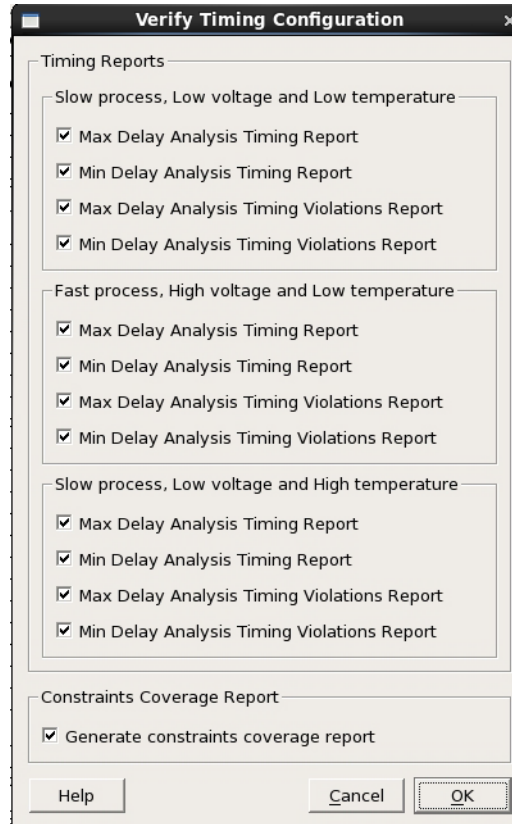 Verify Timing Configuration
Timing Reports
Slow process, Low voltage and Low temperature
Max Delay Analysis Timing Report
Min Delay Analysis Timing Report
Max Delay Analysis Timing Violations Report
Min Delay Analysis Timing Violations Report
Fast process, High voltage and Low temperature
Max Delay Analysis Timing Report
Min Delay Analysis Timing Report
Max Delay Analysis Timing Violations Report
Min Delay Analysis Timing Violations Report
Slow process, Low voltage and High temperature
Max Delay Analysis Timing Report
Min Delay Analysis Timing Report
Max Delay Analysis Timing Violations Report
Min Delay Analysis Timing Violations Report
Constraints Coverage Report
Generate constraints coverage report
Help Cancel OK